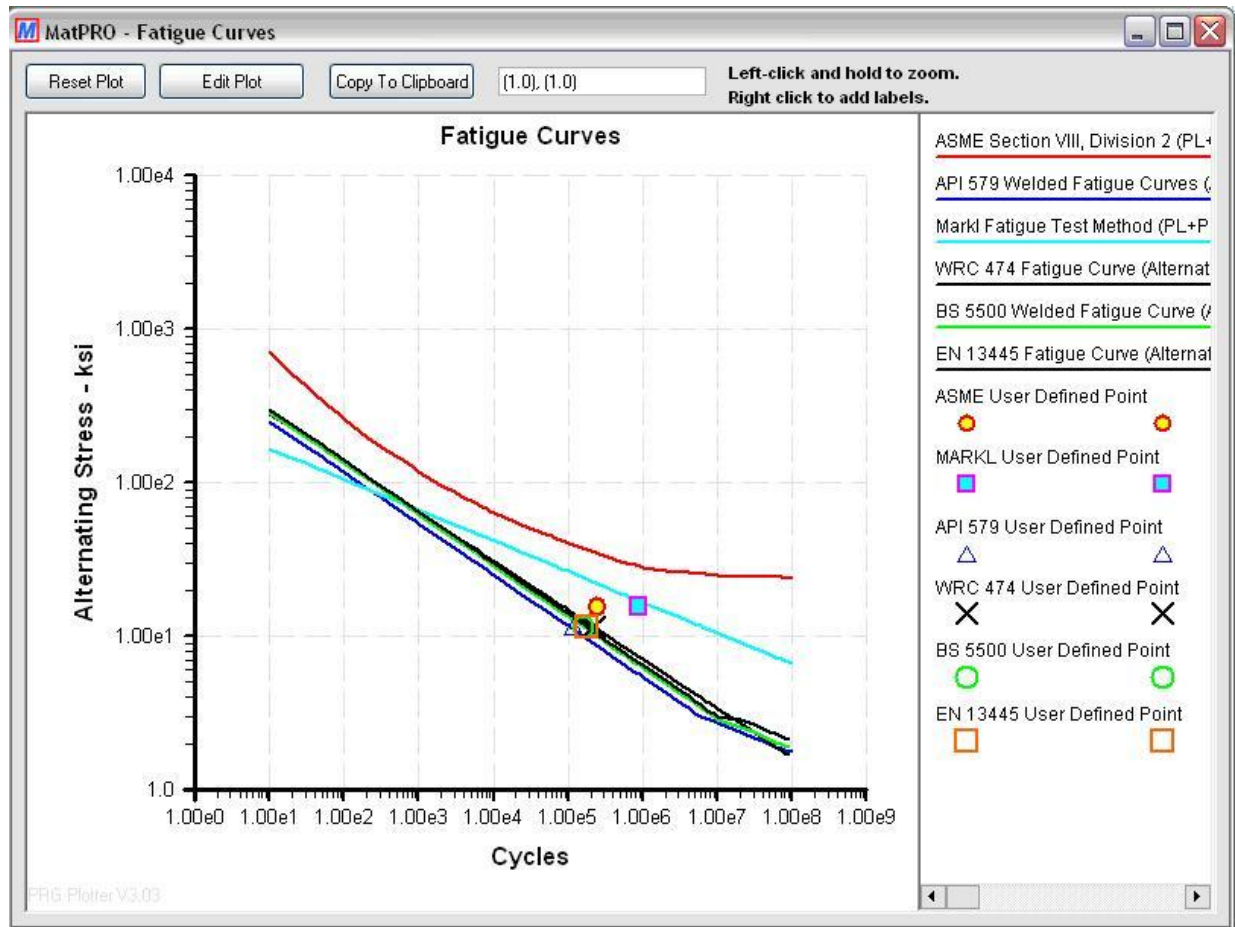 MatPRO - Fatigue Curves
Reset Plot
Edit Plot
Copy To Clipboard
(1.0), (1.0)
Left-click and hold to zoom.
Right click to add labels.
Fatigue Curves
1.00e4
1.00e3
1.00e2
1.00e1
1.0
Alternating Stress - ksi
1.00e0 1.00e1 1.00e2 1.00e3 1.00e4 1.00e5 1.00e6 1.00e7 1.00e8 1.00e9
Cycles
PRG Plotter V3.03
ASME Section VIII, Division 2 (PL+
API 579 Welded Fatigue Curves (
Markl Fatigue Test Method (PL+P
WRC 474 Fatigue Curve (Alternat
BS 5500 Welded Fatigue Curve (
EN 13445 Fatigue Curve (Alternat
ASME User Defined Point
MARKL User Defined Point
API 579 User Defined Point
WRC 474 User Defined Point
BS 5500 User Defined Point
EN 13445 User Defined Point